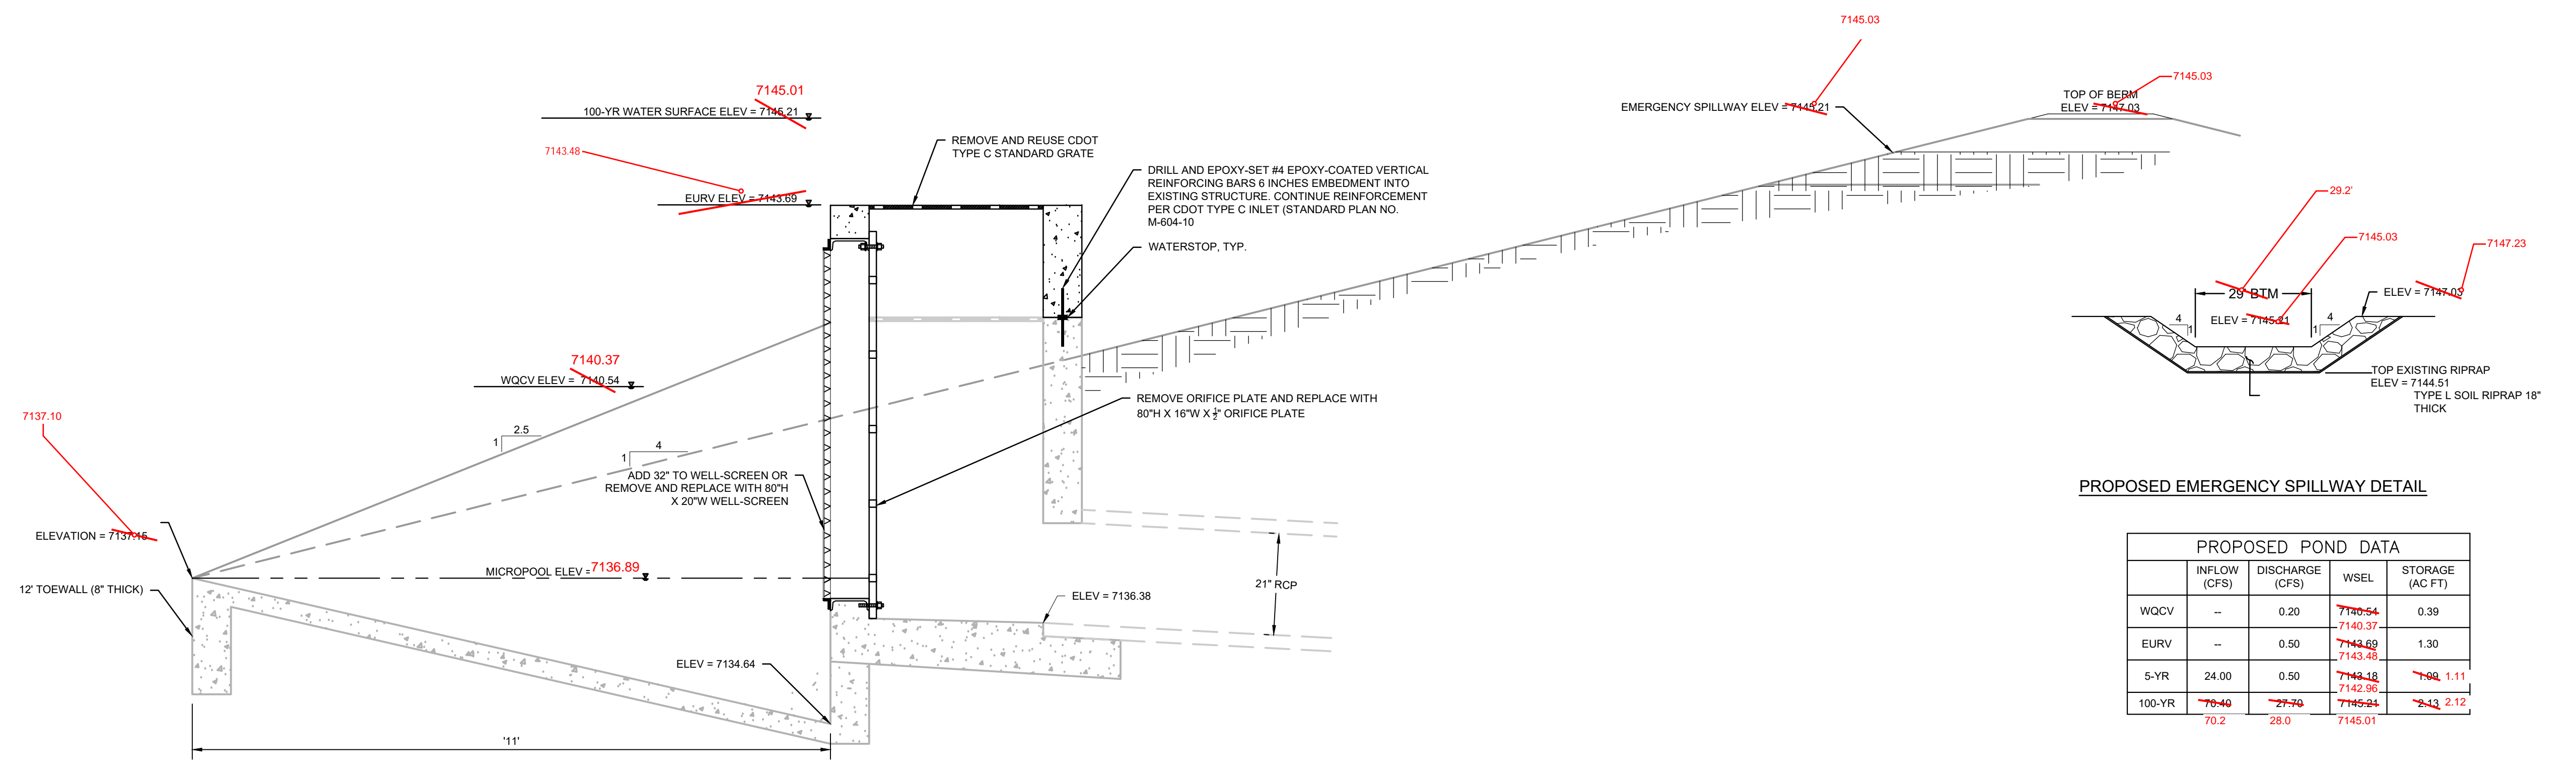 7145.03
7145.01
100-YR WATER SURFACE ELEV = 7145.21
7143.48
EURV ELEV = 7143.69
REMOVE AND REUSE CDOT
TYPE C STANDARD GRATE
DRILL AND EPOXY-SET #4 EPOXY-COATED VERTICAL
REINFORCING BARS 6 INCHES EMBEDMENT INTO
EXISTING STRUCTURE. CONTINUE REINFORCEMENT
PER CDOT TYPE C INLET (STANDARD PLAN NO.
M-604-10
WATERSTOP, TYP.
EMERGENCY SPILLWAY ELEV = 7145.21
7145.03
TOP OF BERM
ELEV = 7147.03
7140.37
WQCV ELEV = 7140.54
2.5
1
4
1
7137.10
ELEVATION = 7137.15
12' TOEWALL (8" THICK)
ADD 32" TO WELL-SCREEN OR
REMOVE AND REPLACE WITH 80"H
X 20"W WELL-SCREEN
REMOVE ORIFICE PLATE AND REPLACE WITH
80"H X 16"W X ½" ORIFICE PLATE
MICROPOOL ELEV = 7136.89
ELEV = 7136.38
21" RCP
ELEV = 7134.64
'11'
29.2'
7145.03
7147.23
29' BTM
ELEV = 7147.03
ELEV = 7145.21
4
1
4
1
TOP EXISTING RIPRAP
ELEV = 7144.51
TYPE L SOIL RIPRAP 18"
THICK
PROPOSED EMERGENCY SPILLWAY DETAIL
PROPOSED POND DATA
INFLOW (CFS) DISCHARGE (CFS) WSEL STORAGE (AC FT)
WQCV -- 0.20 7140.54 0.39
7140.37
EURV -- 0.50 7143.69 1.30
7143.48
5-YR 24.00 0.50 7143.18 1.09 1.11
7142.96
100-YR 70.40 27.70 7145.21 2.13 2.12
70.2 28.0 7145.01